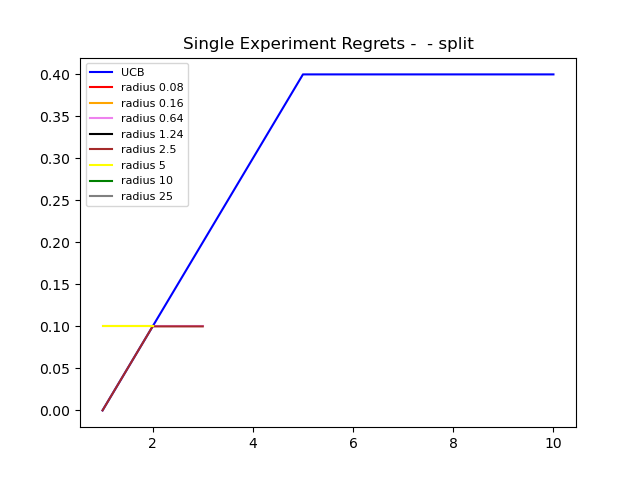 Single Experiment Regrets -  - split
UCB
radius 0.08
radius 0.16
radius 0.64
radius 1.24
radius 2.5
radius 5
radius 10
radius 25
0.40
0.35
0.30
0.25
0.20
0.15
0.10
0.05
0.00
2 4 6 8 10